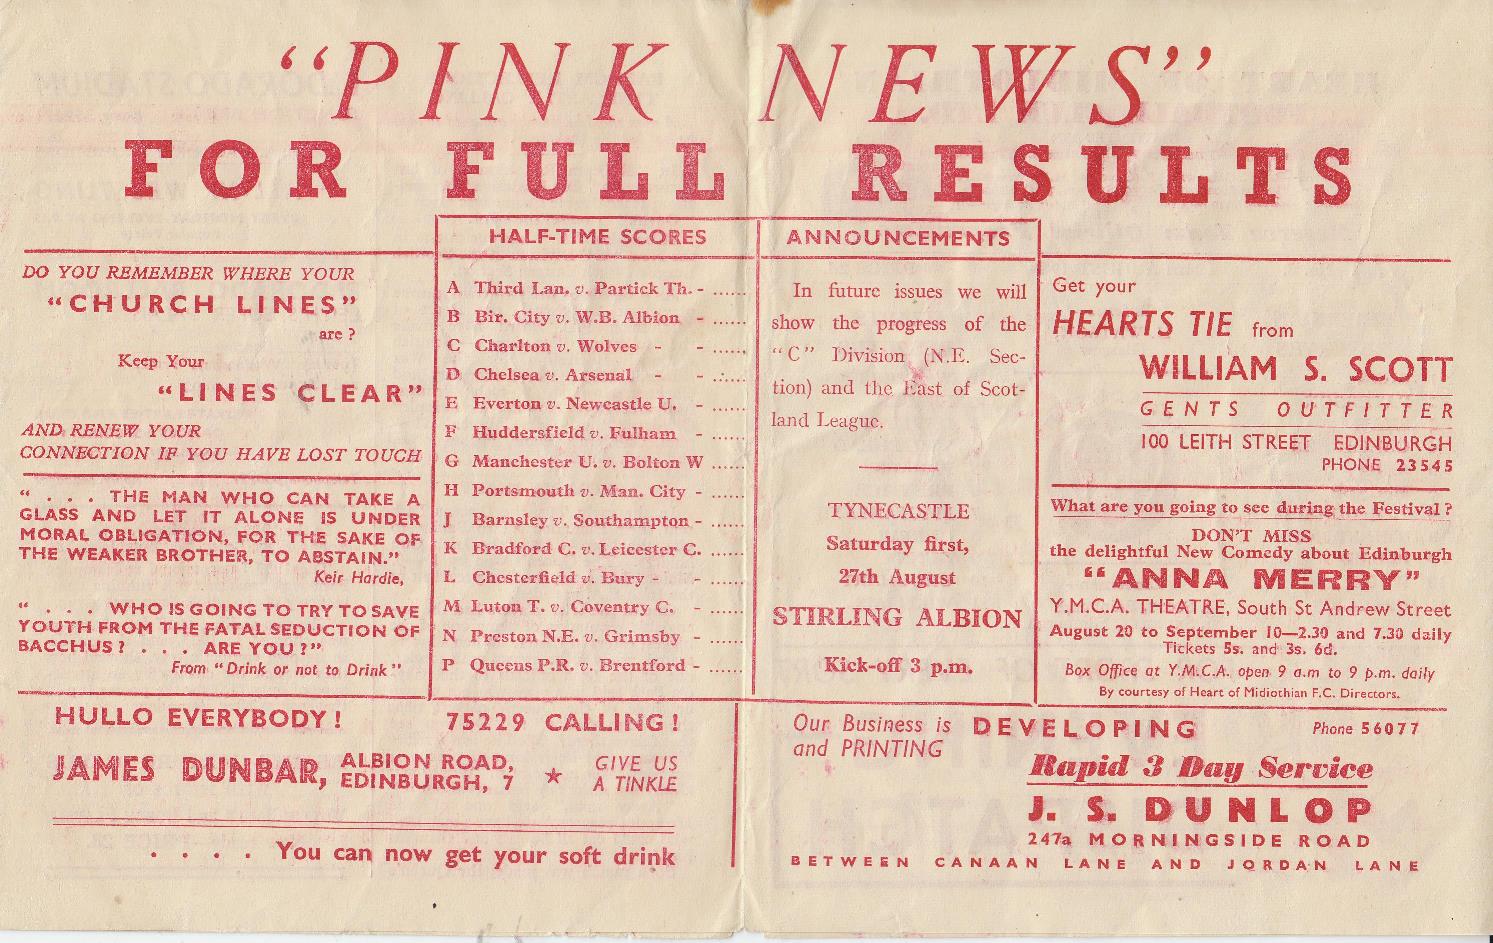 “PINK NEWS”
FOR FULL RESULTS
DO YOU REMEMBER WHERE YOUR
“CHURCH LINES”
are ?
Keep Your
“LINES CLEAR”
AND RENEW YOUR
CONNECTION IF YOU HAVE LOST TOUCH
“ . . . THE MAN WHO CAN TAKE A
GLASS AND LET IT ALONE IS UNDER
MORAL OBLIGATION, FOR THE SAKE OF
THE WEAKER BROTHER, TO ABSTAIN.”
Keir Hardie,
“ . . . WHO IS GOING TO TRY TO SAVE
YOUTH FROM THE FATAL SEDUCTION OF
BACCHUS ? . . . ARE YOU ?”
From “Drink or not to Drink”
HALF-TIME SCORES
A Third Lan. v. Partick Th. - ......
B Bir. City v. W.B. Albion - ......
C Charlton v. Wolves - - ......
D Chelsea v. Arsenal - - ......
E Everton v. Newcastle U. - ......
F Huddersfield v. Fulham - ......
G Manchester U. v. Bolton W ......
H Portsmouth v. Man. City - ......
J Barnsley v. Southampton - ......
K Bradford C. v. Leicester C. ......
L Chesterfield v. Bury - - ......
M Luton T. v. Coventry C. - ......
N Preston N.E. v. Grimsby - ......
P Queens P.R. v. Brentford - ......
ANNOUNCEMENTS
In future issues we will
show the progress of the
“C” Division (N.E. Sec-
tion) and the East of Scot-
land League.
TYNECASTLE
Saturday first,
27th August
STIRLING ALBION
Kick-off 3 p.m.
Get your
HEARTS TIE from
WILLIAM S. SCOTT
GENTS OUTFITTER
100 LEITH STREET EDINBURGH
PHONE 23545
What are you going to see during the Festival ?
DON'T MISS
the delightful New Comedy about Edinburgh
“ANNA MERRY”
Y.M.C.A. THEATRE, South St Andrew Street
August 20 to September 10—2.30 and 7.30 daily
Tickets 5s. and 3s. 6d.
Box Office at Y.M.C.A. open 9 a.m to 9 p.m. daily
By courtesy of Heart of Midlothian F.C. Directors.
HULLO EVERYBODY ! 75229 CALLING !
JAMES DUNBAR, ALBION ROAD, EDINBURGH, 7 ★ GIVE US A TINKLE
. . . . You can now get your soft drink
Our Business is DEVELOPING Phone 56077
and PRINTING
Rapid 3 Day Service
J. S. DUNLOP
247a MORNINGSIDE ROAD
BETWEEN CANAAN LANE AND JORDAN LANE